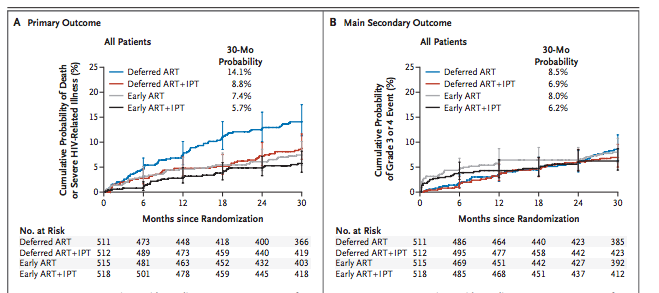 A Primary Outcome
All Patients
30-Mo
Probability
Deferred ART 14.1%
Deferred ART+IPT 8.8%
Early ART 7.4%
Early ART+IPT 5.7%
Cumulative Probability of Death
or Severe HIV-Related Illness (%)
25
20
15
10
5
0
0 6 12 18 24 30
Months since Randomization
No. at Risk
Deferred ART 511 473 448 418 400 366
Deferred ART+IPT 512 489 473 459 440 419
Early ART 515 481 463 452 432 403
Early ART+IPT 518 501 478 459 445 418
B Main Secondary Outcome
All Patients
30-Mo
Probability
Deferred ART 8.5%
Deferred ART+IPT 6.9%
Early ART 8.0%
Early ART+IPT 6.2%
Cumulative Probability
of Grade 3 or 4 Event (%)
25
20
15
10
5
0
0 6 12 18 24 30
Months since Randomization
No. at Risk
Deferred ART 511 486 464 440 423 385
Deferred ART+IPT 512 495 477 458 442 423
Early ART 515 469 451 442 427 392
Early ART+IPT 518 485 468 451 437 412